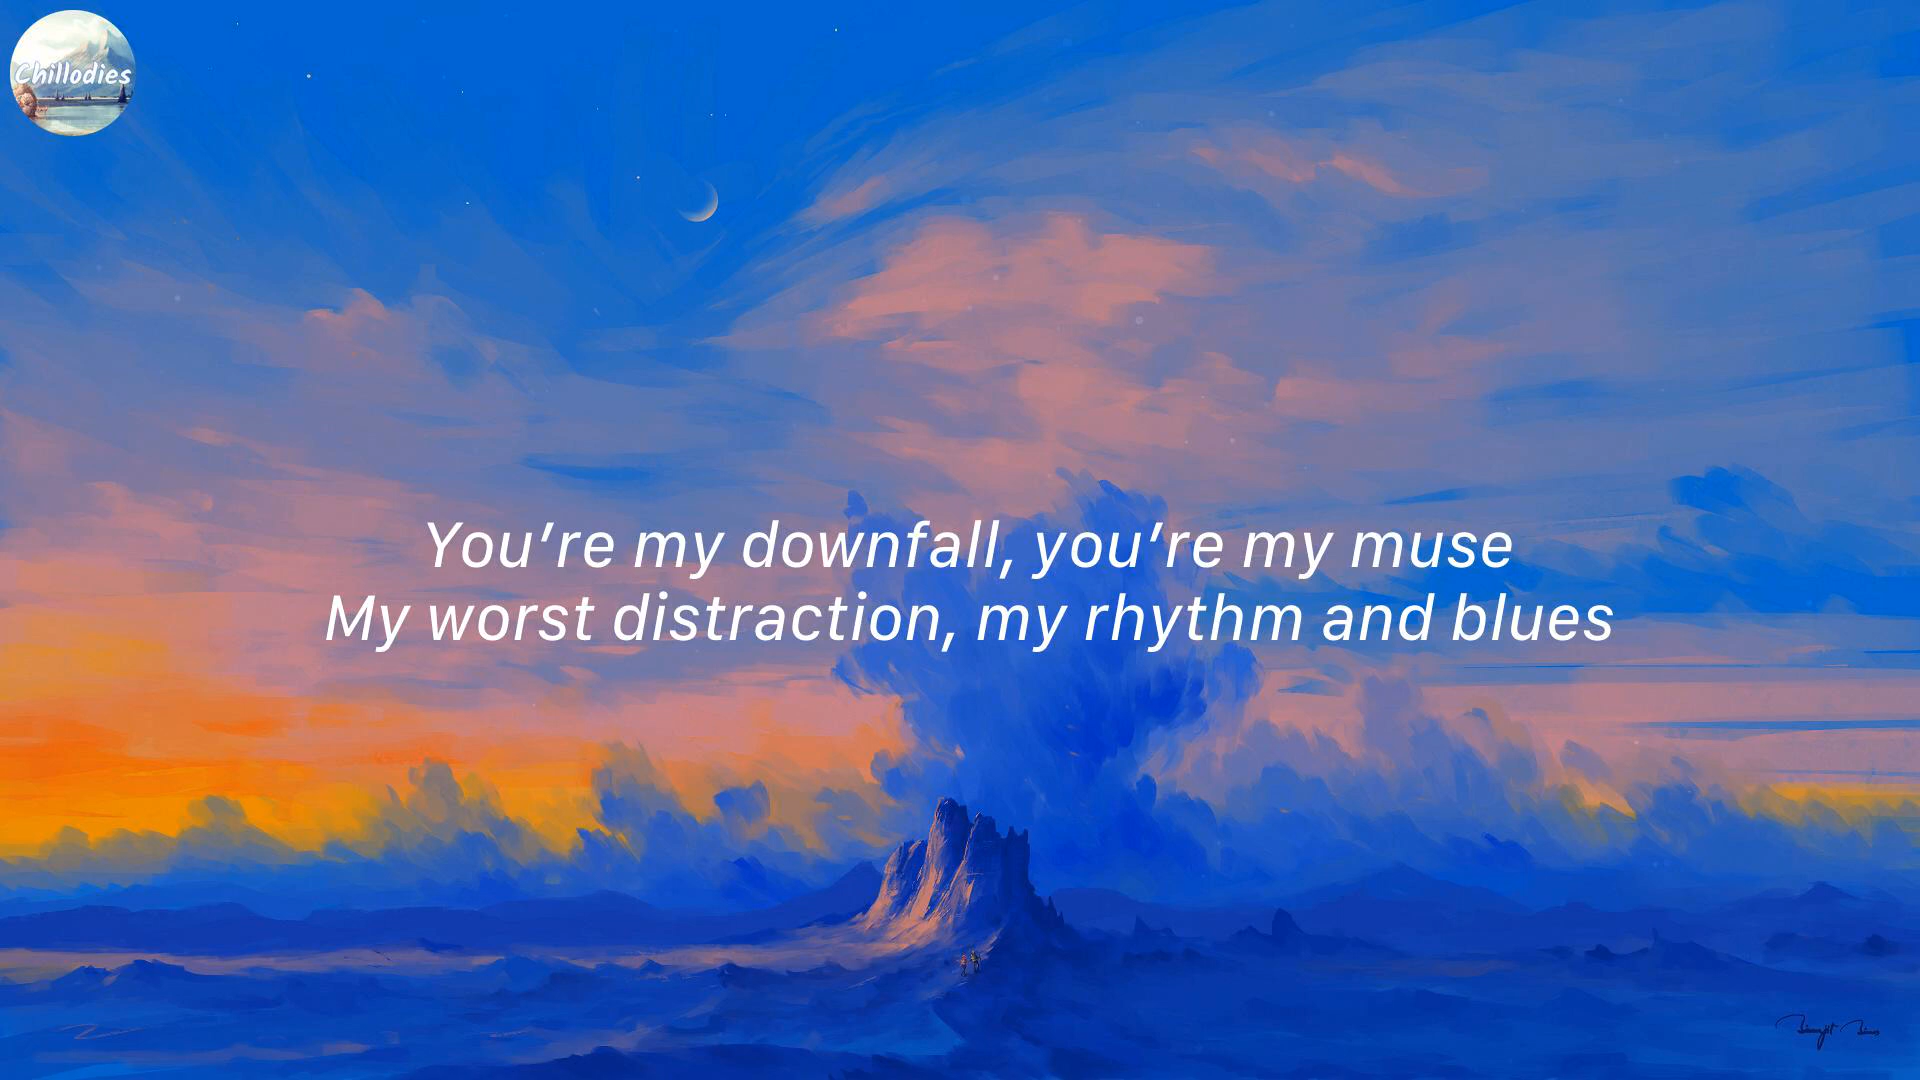 Chillodies
You’re my downfall, you’re my muse
My worst distraction, my rhythm and blues